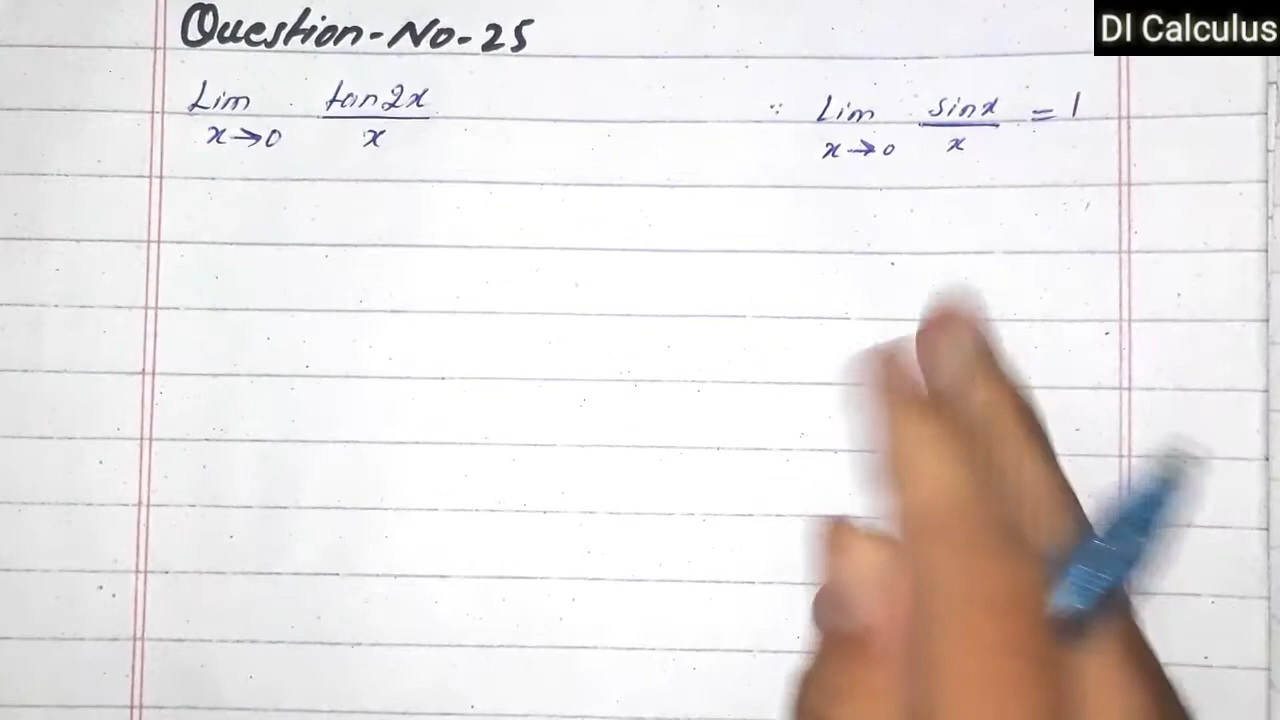 Question-No-25
DI Calculus
Lim tan2x
x→0 x
∵ Lim sinx = 1
x→0 x